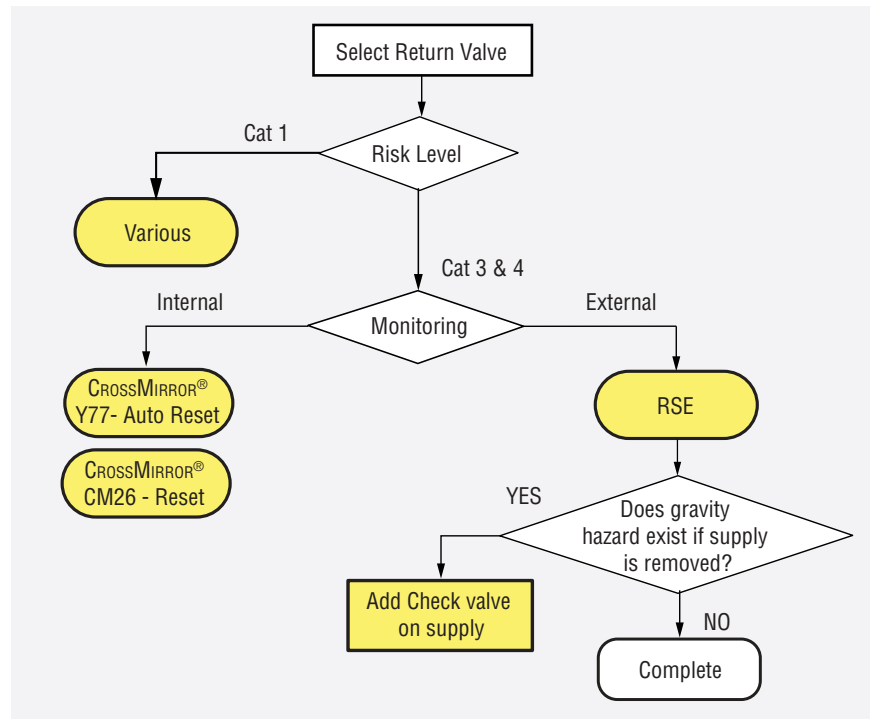 Select Return Valve
Cat 1
Risk Level
Various
Cat 3 & 4
Internal
Monitoring
External
CROSSMIRROR®
Y77- Auto Reset
RSE
CROSSMIRROR®
CM26 - Reset
YES
Does gravity
hazard exist if supply
is removed?
Add Check valve
on supply
NO
Complete